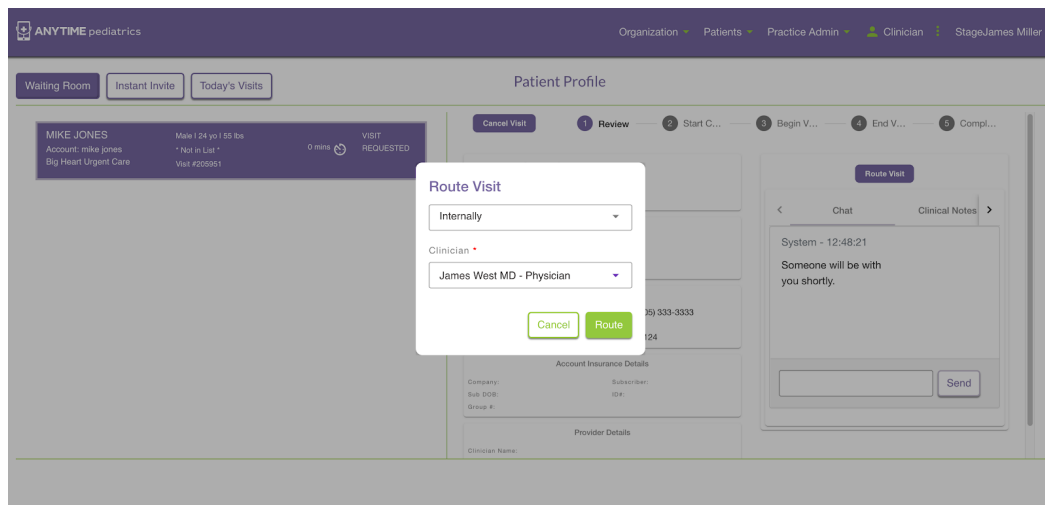 ANYTIME pediatrics
Organization Patients Practice Admin Clinician StageJames Miller
Waiting Room Instant Invite Today's Visits
Patient Profile
MIKE JONES
Account: mike jones
Big Heart Urgent Care
Male | 24 yo | 55 lbs
* Not in List *
Visit #205951
0 mins
VISIT
REQUESTED
Cancel Visit 1 Review 2 Start C... 3 Begin V... 4 End V... 5 Compl...
Route Visit
Internally
Clinician *
James West MD - Physician
Cancel Route
05) 333-3333
124
Account Insurance Details
Company: Subscriber:
Sub DOB: ID#:
Group #:
Provider Details
Clinician Name:
Route Visit
Chat Clinical Notes
System - 12:48:21
Someone will be with
you shortly.
Send